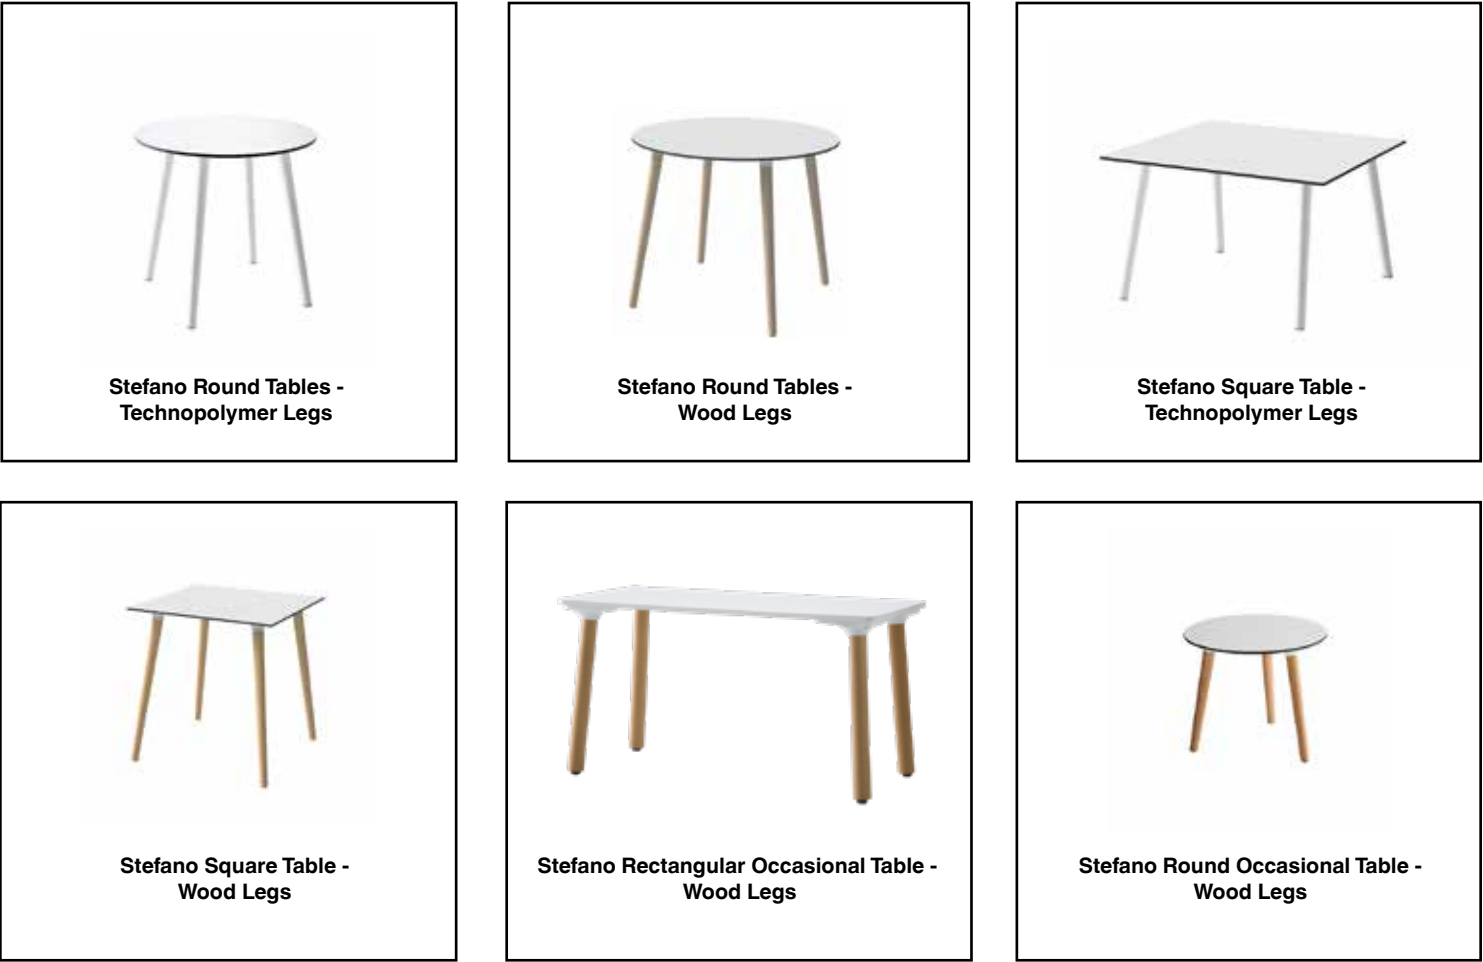 Stefano Round Tables -
Technopolymer Legs
Stefano Round Tables -
Wood Legs
Stefano Square Table -
Technopolymer Legs
Stefano Square Table -
Wood Legs
Stefano Rectangular Occasional Table -
Wood Legs
Stefano Round Occasional Table -
Wood Legs